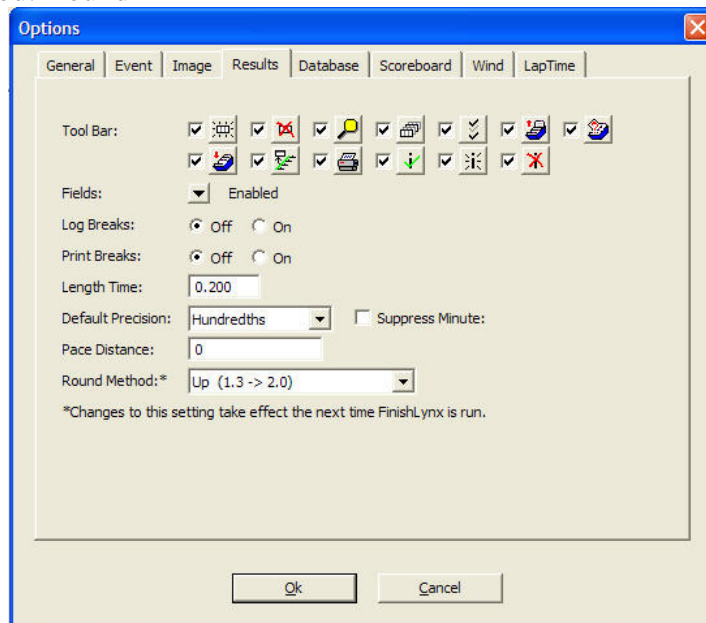 Options
General Event Image Results Database Scoreboard Wind LapTime
Tool Bar:
Fields: Enabled
Log Breaks: Off On
Print Breaks: Off On
Length Time: 0.200
Default Precision: Hundredths Suppress Minute:
Pace Distance: 0
Round Method:* Up (1.3 -> 2.0)
*Changes to this setting take effect the next time FinishLynx is run.
Ok Cancel